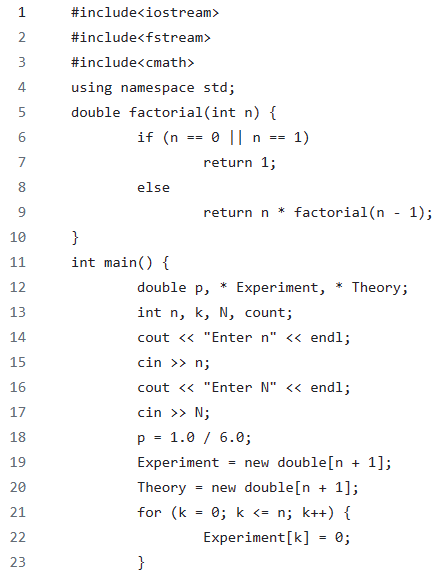 1 #include<iostream>
2 #include<fstream>
3 #include<cmath>
4 using namespace std;
5 double factorial(int n) {
6 if (n == 0 || n == 1)
7 return 1;
8 else
9 return n * factorial(n - 1);
10 }
11 int main() {
12 double p, * Experiment, * Theory;
13 int n, k, N, count;
14 cout << "Enter n" << endl;
15 cin >> n;
16 cout << "Enter N" << endl;
17 cin >> N;
18 p = 1.0 / 6.0;
19 Experiment = new double[n + 1];
20 Theory = new double[n + 1];
21 for (k = 0; k <= n; k++) {
22 Experiment[k] = 0;
23 }